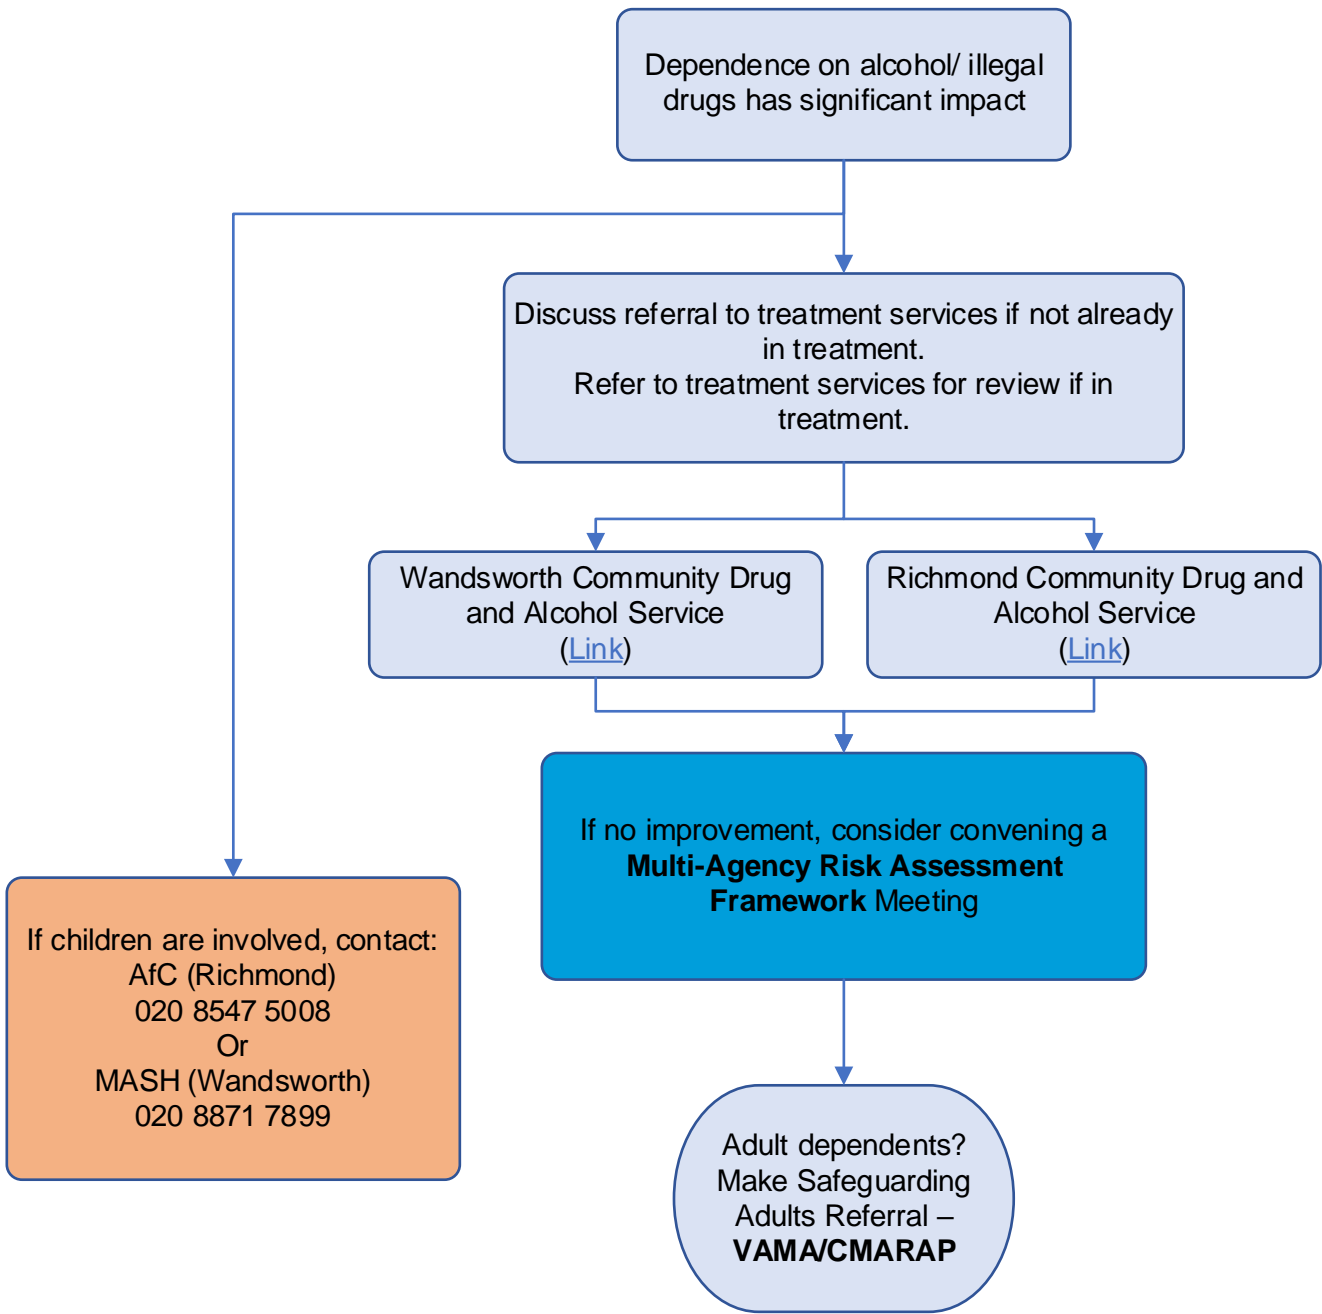 Dependence on alcohol/ illegal
drugs has significant impact
Discuss referral to treatment services if not already
in treatment.
Refer to treatment services for review if in
treatment.
Wandsworth Community Drug
and Alcohol Service
(Link)
Richmond Community Drug and
Alcohol Service
(Link)
If no improvement, consider convening a
Multi-Agency Risk Assessment
Framework Meeting
If children are involved, contact:
AfC (Richmond)
020 8547 5008
Or
MASH (Wandsworth)
020 8871 7899
Adult dependents?
Make Safeguarding
Adults Referral –
VAMA/CMARAP